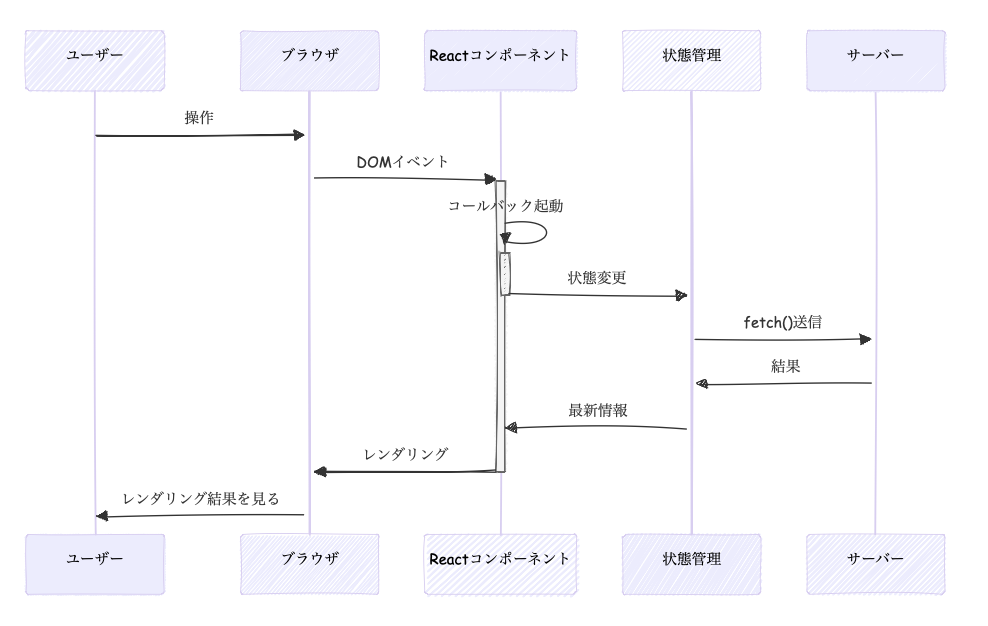 ユーザー
ブラウザ
Reactコンポーネント
状態管理
サーバー
操作
DOMイベント
コールバック起動
状態変更
fetch()送信
結果
最新情報
レンダリング
レンダリング結果を見る
ユーザー
ブラウザ
Reactコンポーネント
状態管理
サーバー